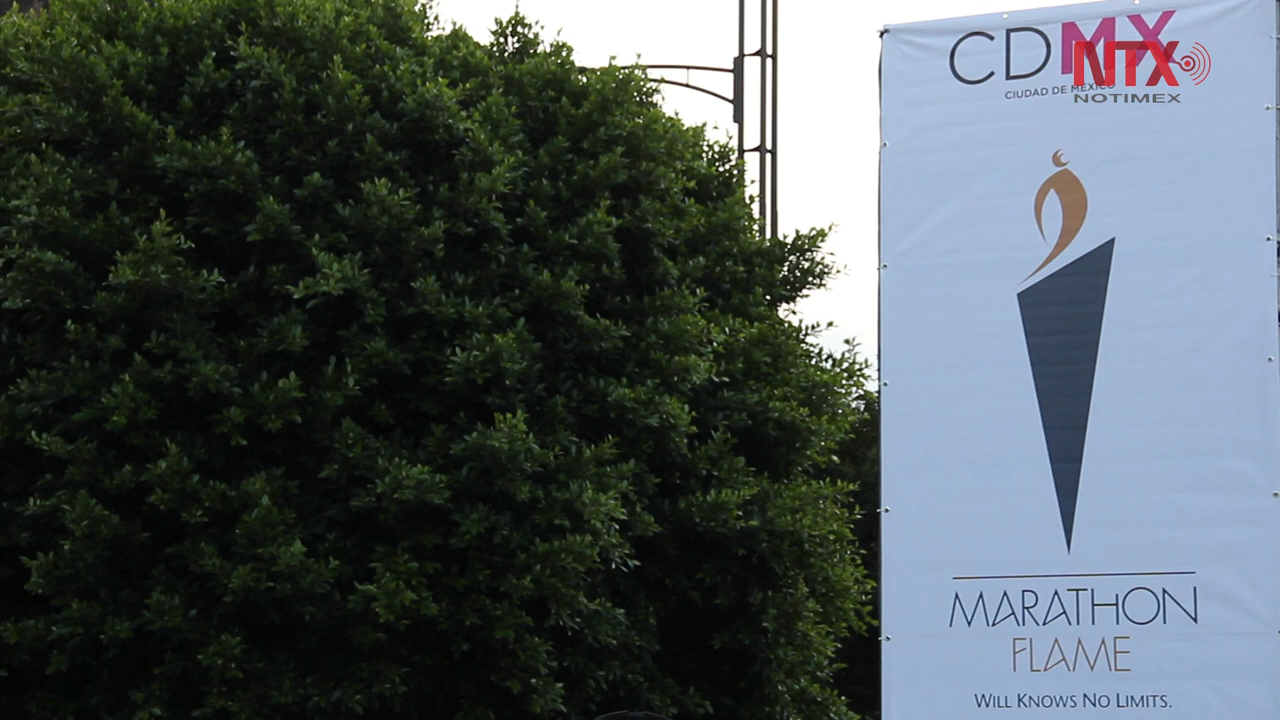 CDMX
CIUDAD DE MÉXICO
NTX
NOTIMEX
MARATHON
FLAME
WILL KNOWS NO LIMITS.